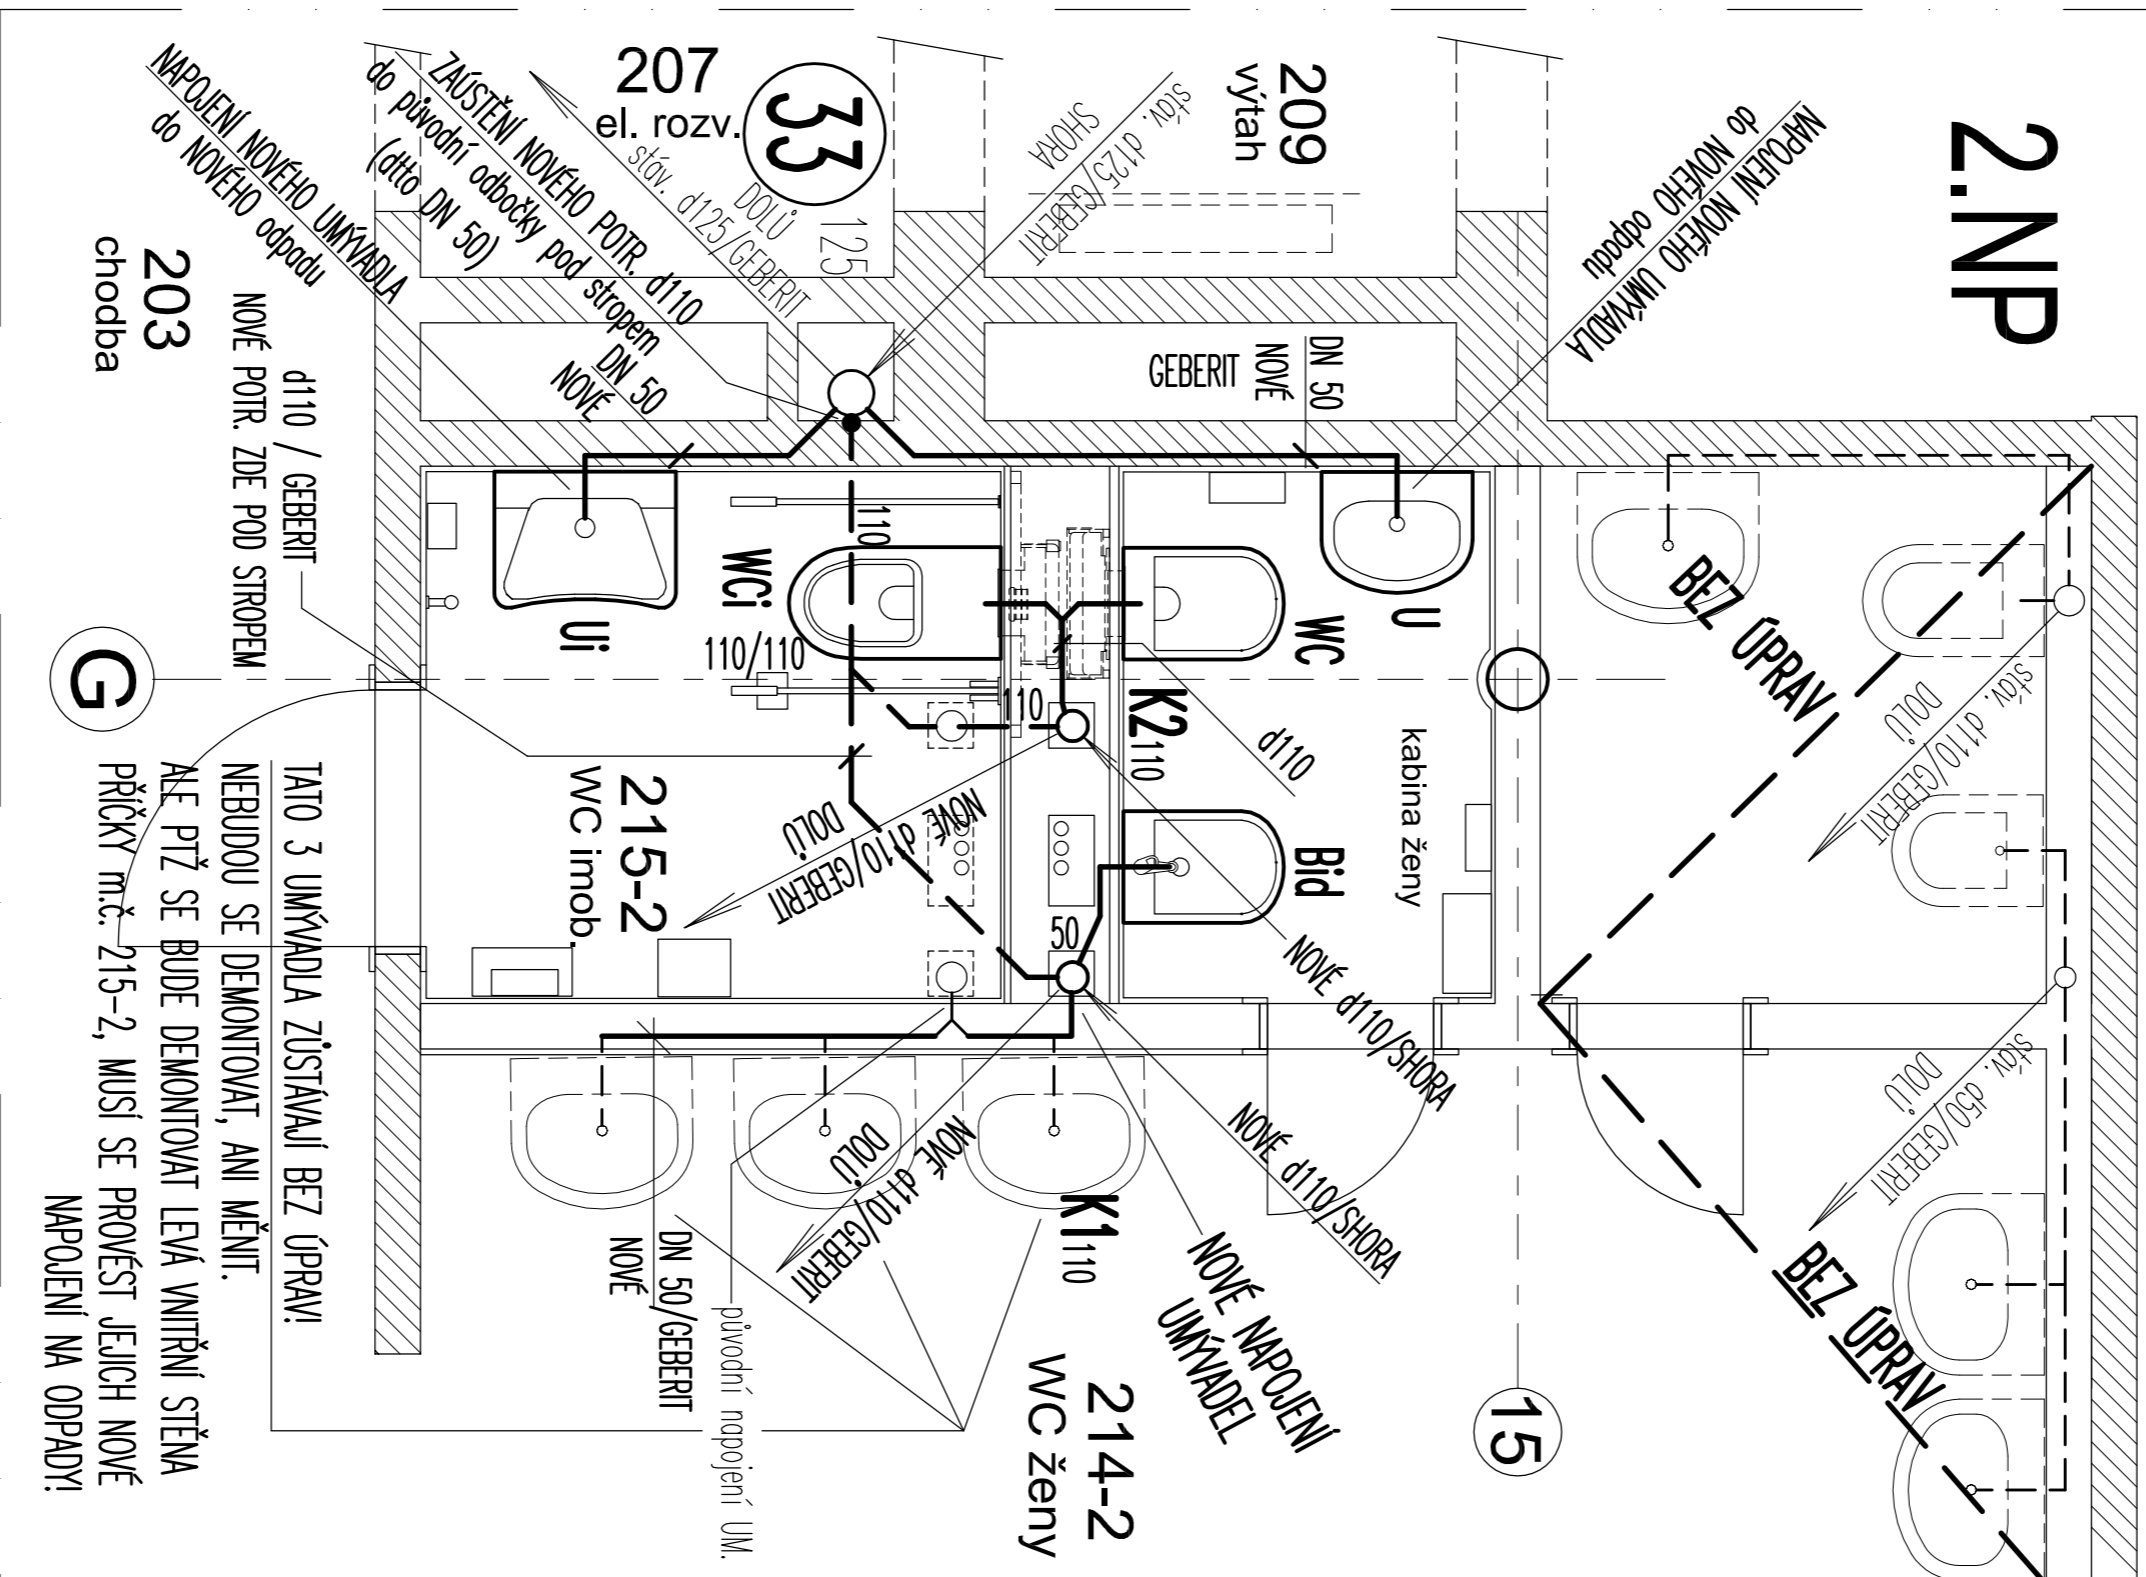 2.NP
NAPOJENÍ NOVÉHO UMÝVADLA
do NOVÉHO odpadu
209
výtah
stáv. d125/GEBERIT
SHORA
33
207
el. rozv.
125
DOLŮ
stáv. d125/GEBERIT
ZAÚSTĚNÍ NOVÉHO POTR. d110
do původní odbočky pod stropem
(dtto DN 50)
NAPOJENÍ NOVÉHO UMÝVADLA
do NOVÉHO odpadu
203
chodba
DN 50
NOVÉ
DN 50
NOVÉ
GEBERIT
d110 / GEBERIT
NOVÉ POTR. ZDE POD STROPEM
BEZ ÚPRAV
stáv. d110/GEBERIT
DOLŮ
U
WC
WCi
Ui
110
110/110
110
K2
110
d110
kabina ženy
Bid
G
215-2
WC imob.
NOVÉ
d110/GEBERIT
DOLŮ
50
NOVÉ d110/SHORA
NOVÉ d110/SHORA
stáv. d50/GEBERIT
DOLŮ
BEZ ÚPRAV
K1
110
NOVÉ
d110/GEBERIT
DOLŮ
NOVÉ NAPOJENÍ
UMÝVADEL
DN 50/GEBERIT
NOVÉ
původní napojení UM.
214-2
WC ženy
15
TATO 3 UMÝVADLA ZŮSTÁVAJÍ BEZ ÚPRAV!
NEBUDOU SE DEMONTOVAT, ANI MĚNIT.
ALE PTŽ SE BUDE DEMONTOVAT LEVÁ VNITŘNÍ STĚNA
PŘÍČKY m.č. 215-2, MUSÍ SE PROVÉST JEJICH NOVÉ
NAPOJENÍ NA ODPADY!